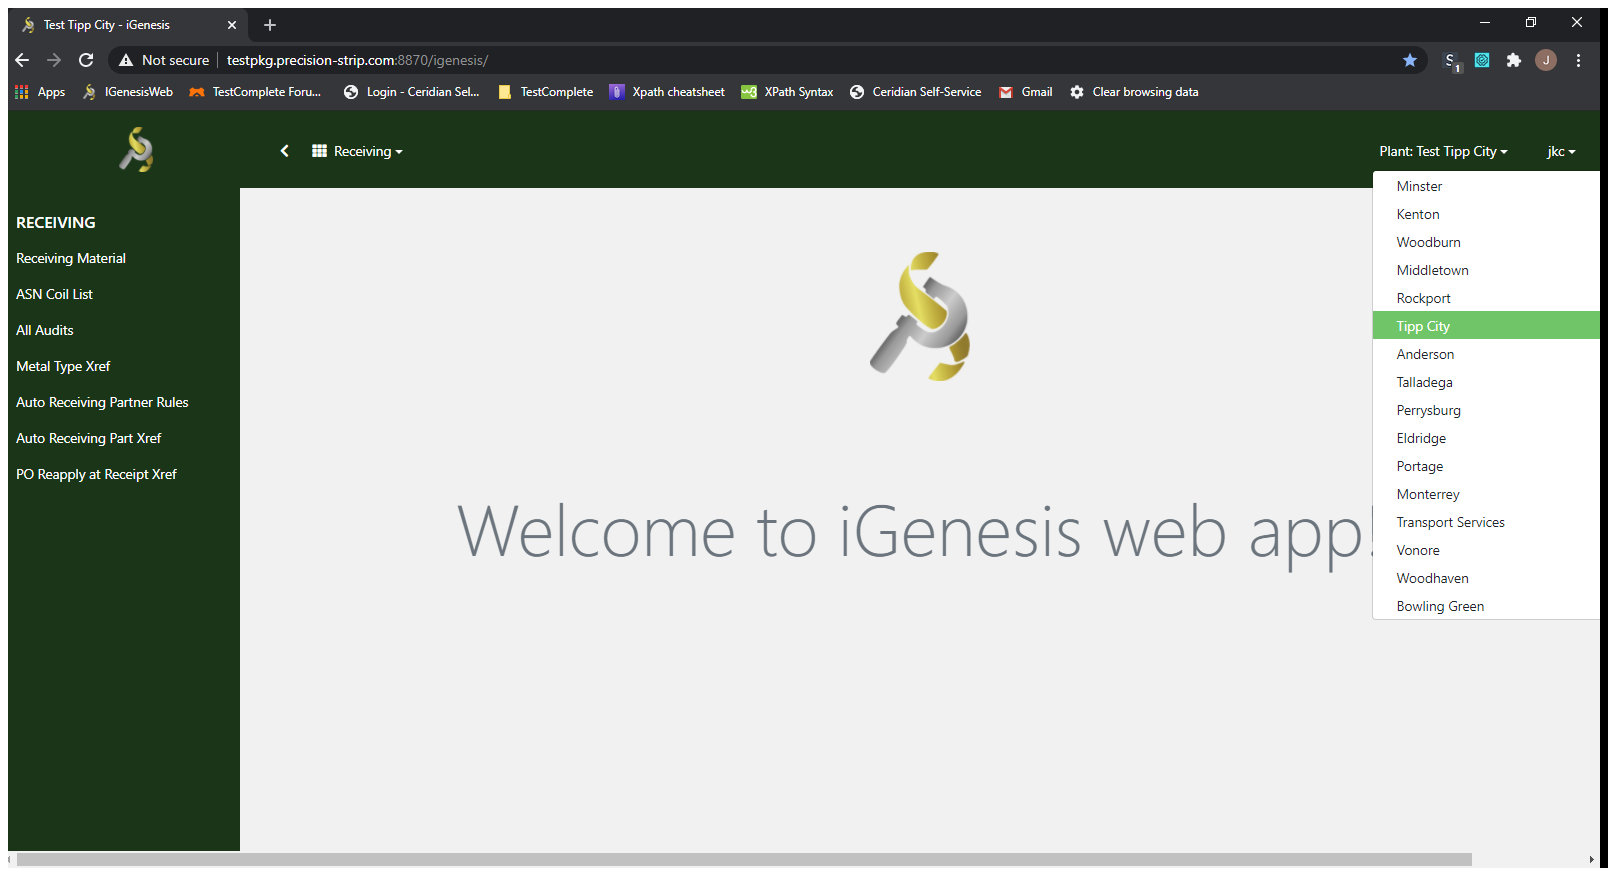 Test Tipp City - iGenesis
Not secure testpkg.precision-strip.com:8870/igenesis/
S 1 J
Apps IGenesisWeb TestComplete Foru... Login - Ceridian Sel... TestComplete Xpath cheatsheet w3 XPath Syntax Ceridian Self-Service Gmail Clear browsing data
Receiving Plant: Test Tipp City jkc
RECEIVING
Receiving Material
ASN Coil List
All Audits
Metal Type Xref
Auto Receiving Partner Rules
Auto Receiving Part Xref
PO Reapply at Receipt Xref
Welcome to iGenesis web app!
Minster
Kenton
Woodburn
Middletown
Rockport
Tipp City
Anderson
Talladega
Perrysburg
Eldridge
Portage
Monterrey
Transport Services
Vonore
Woodhaven
Bowling Green